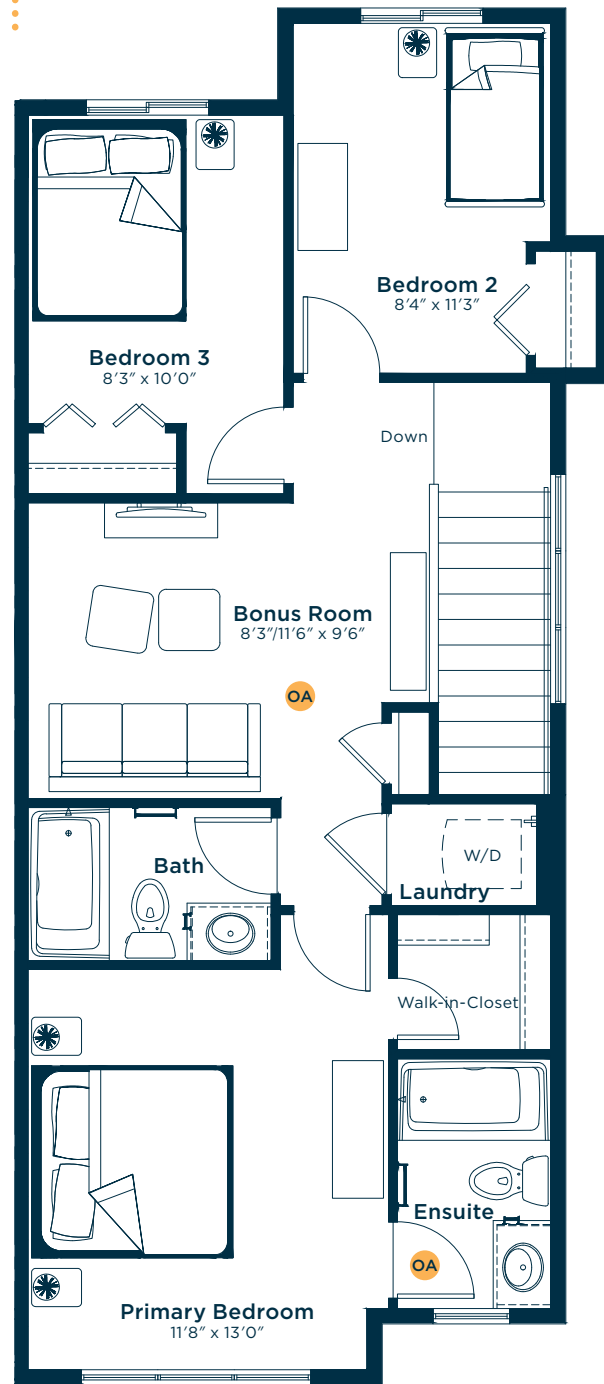 Bedroom 2
8'4" x 11'3"
Bedroom 3
8'3" x 10'0"
Down
Bonus Room
8'3"/11'6" x 9'6"
OA
Bath
W/D
Laundry
Walk-in-Closet
Ensuite
OA
Primary Bedroom
11'8" x 13'0"